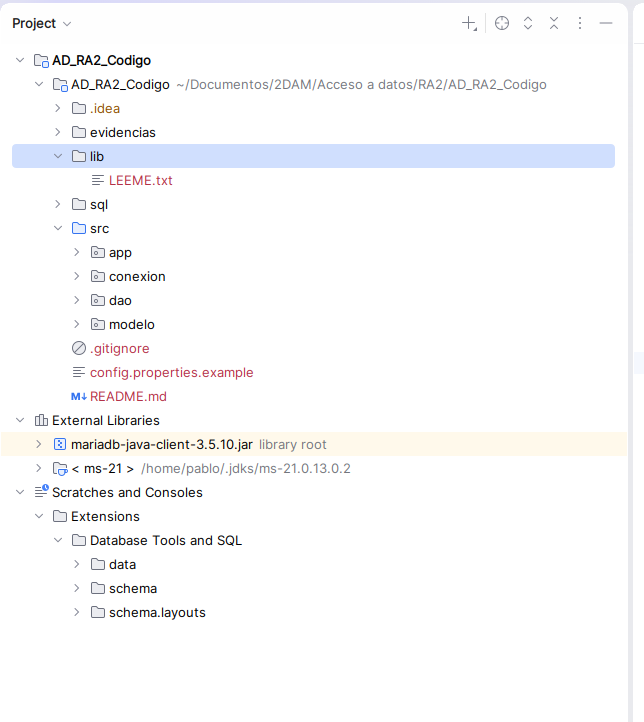 Project
AD_RA2_Codigo
AD_RA2_Codigo ~/Documentos/2DAM/Acceso a datos/RA2/AD_RA2_Codigo
.idea
evidencias
lib
LEEME.txt
sql
src
app
conexion
dao
modelo
.gitignore
config.properties.example
M↓ README.md
External Libraries
mariadb-java-client-3.5.10.jar library root
< ms-21 > /home/pablo/.jdks/ms-21.0.13.0.2
Scratches and Consoles
Extensions
Database Tools and SQL
data
schema
schema.layouts